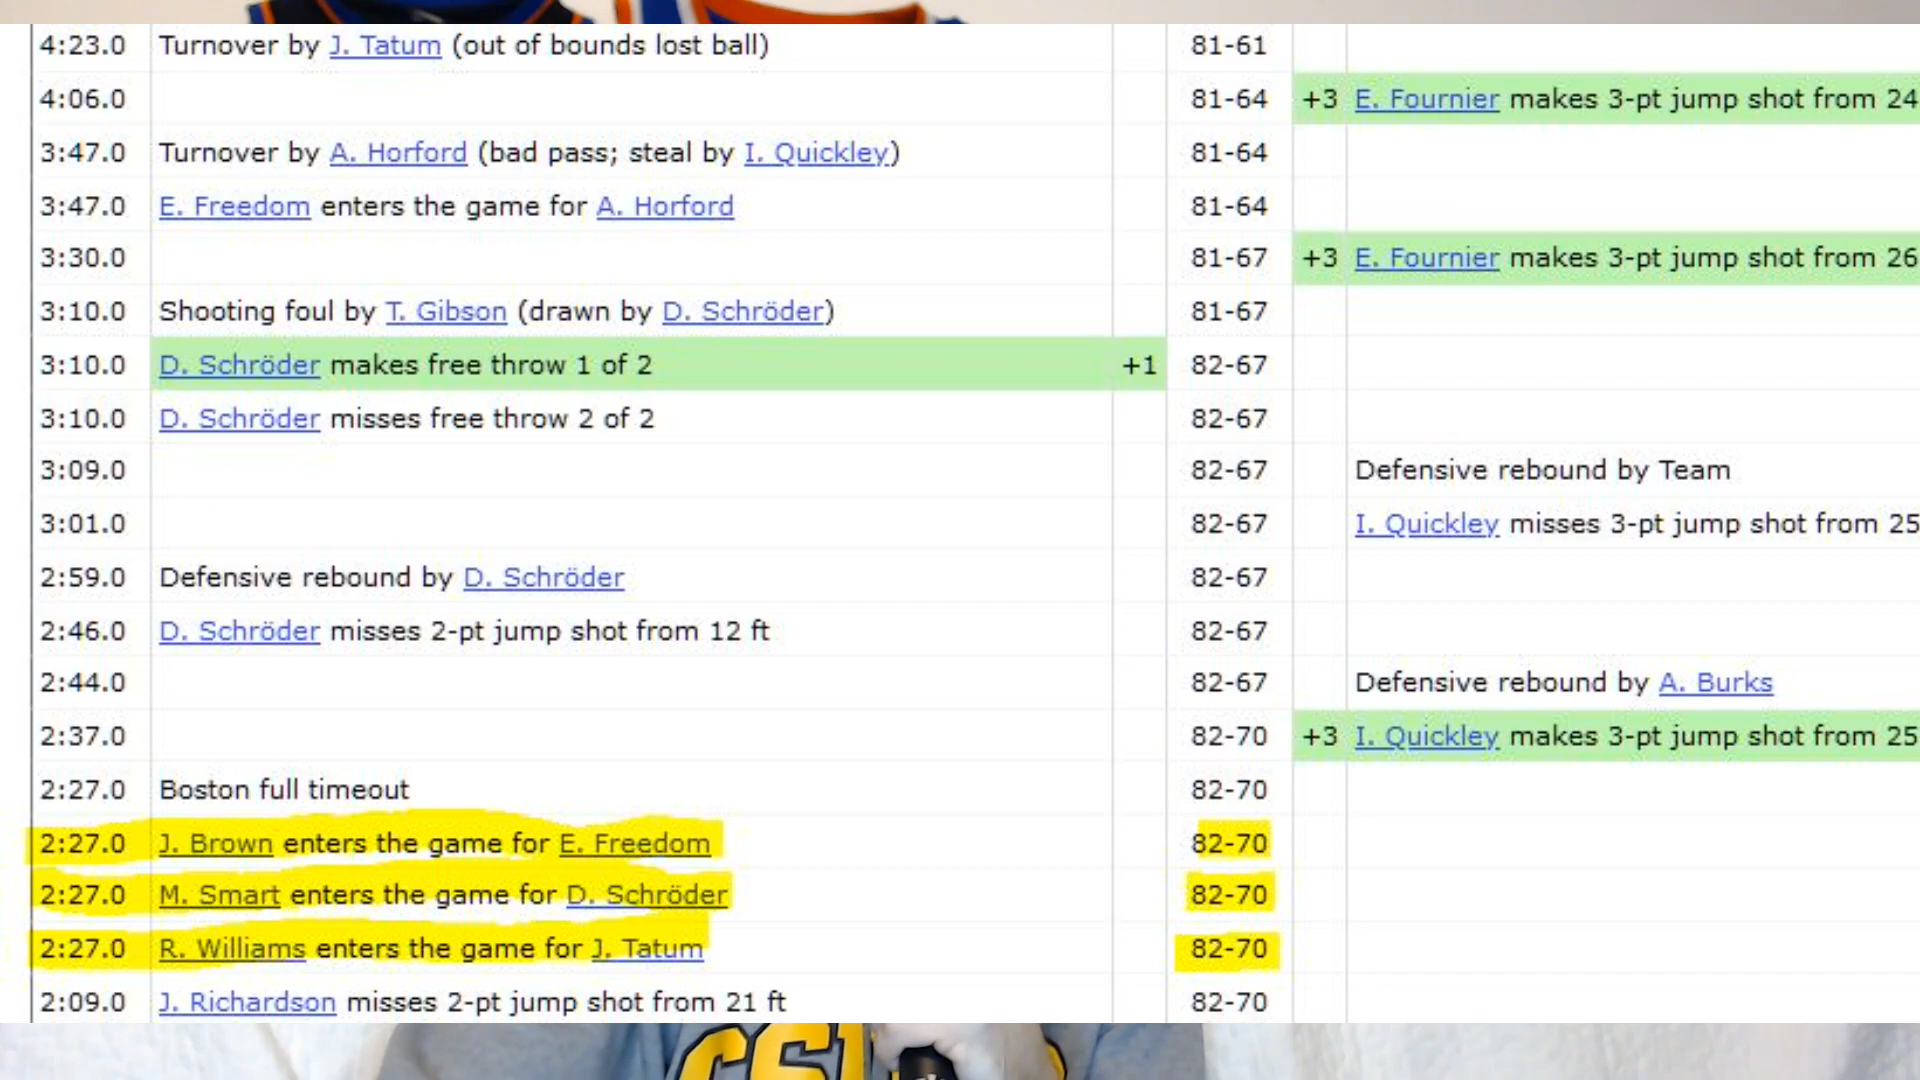 4:23.0 Turnover by J. Tatum (out of bounds lost ball) 81-61
4:06.0 81-64 +3 E. Fournier makes 3-pt jump shot from 24
3:47.0 Turnover by A. Horford (bad pass; steal by I. Quickley) 81-64
3:47.0 E. Freedom enters the game for A. Horford 81-64
3:30.0 81-67 +3 E. Fournier makes 3-pt jump shot from 26
3:10.0 Shooting foul by T. Gibson (drawn by D. Schröder) 81-67
3:10.0 D. Schröder makes free throw 1 of 2 +1 82-67
3:10.0 D. Schröder misses free throw 2 of 2 82-67
3:09.0 82-67 Defensive rebound by Team
3:01.0 82-67 I. Quickley misses 3-pt jump shot from 25
2:59.0 Defensive rebound by D. Schröder 82-67
2:46.0 D. Schröder misses 2-pt jump shot from 12 ft 82-67
2:44.0 82-67 Defensive rebound by A. Burks
2:37.0 82-70 +3 I. Quickley makes 3-pt jump shot from 25
2:27.0 Boston full timeout 82-70
2:27.0 J. Brown enters the game for E. Freedom 82-70
2:27.0 M. Smart enters the game for D. Schröder 82-70
2:27.0 R. Williams enters the game for J. Tatum 82-70
2:09.0 J. Richardson misses 2-pt jump shot from 21 ft 82-70